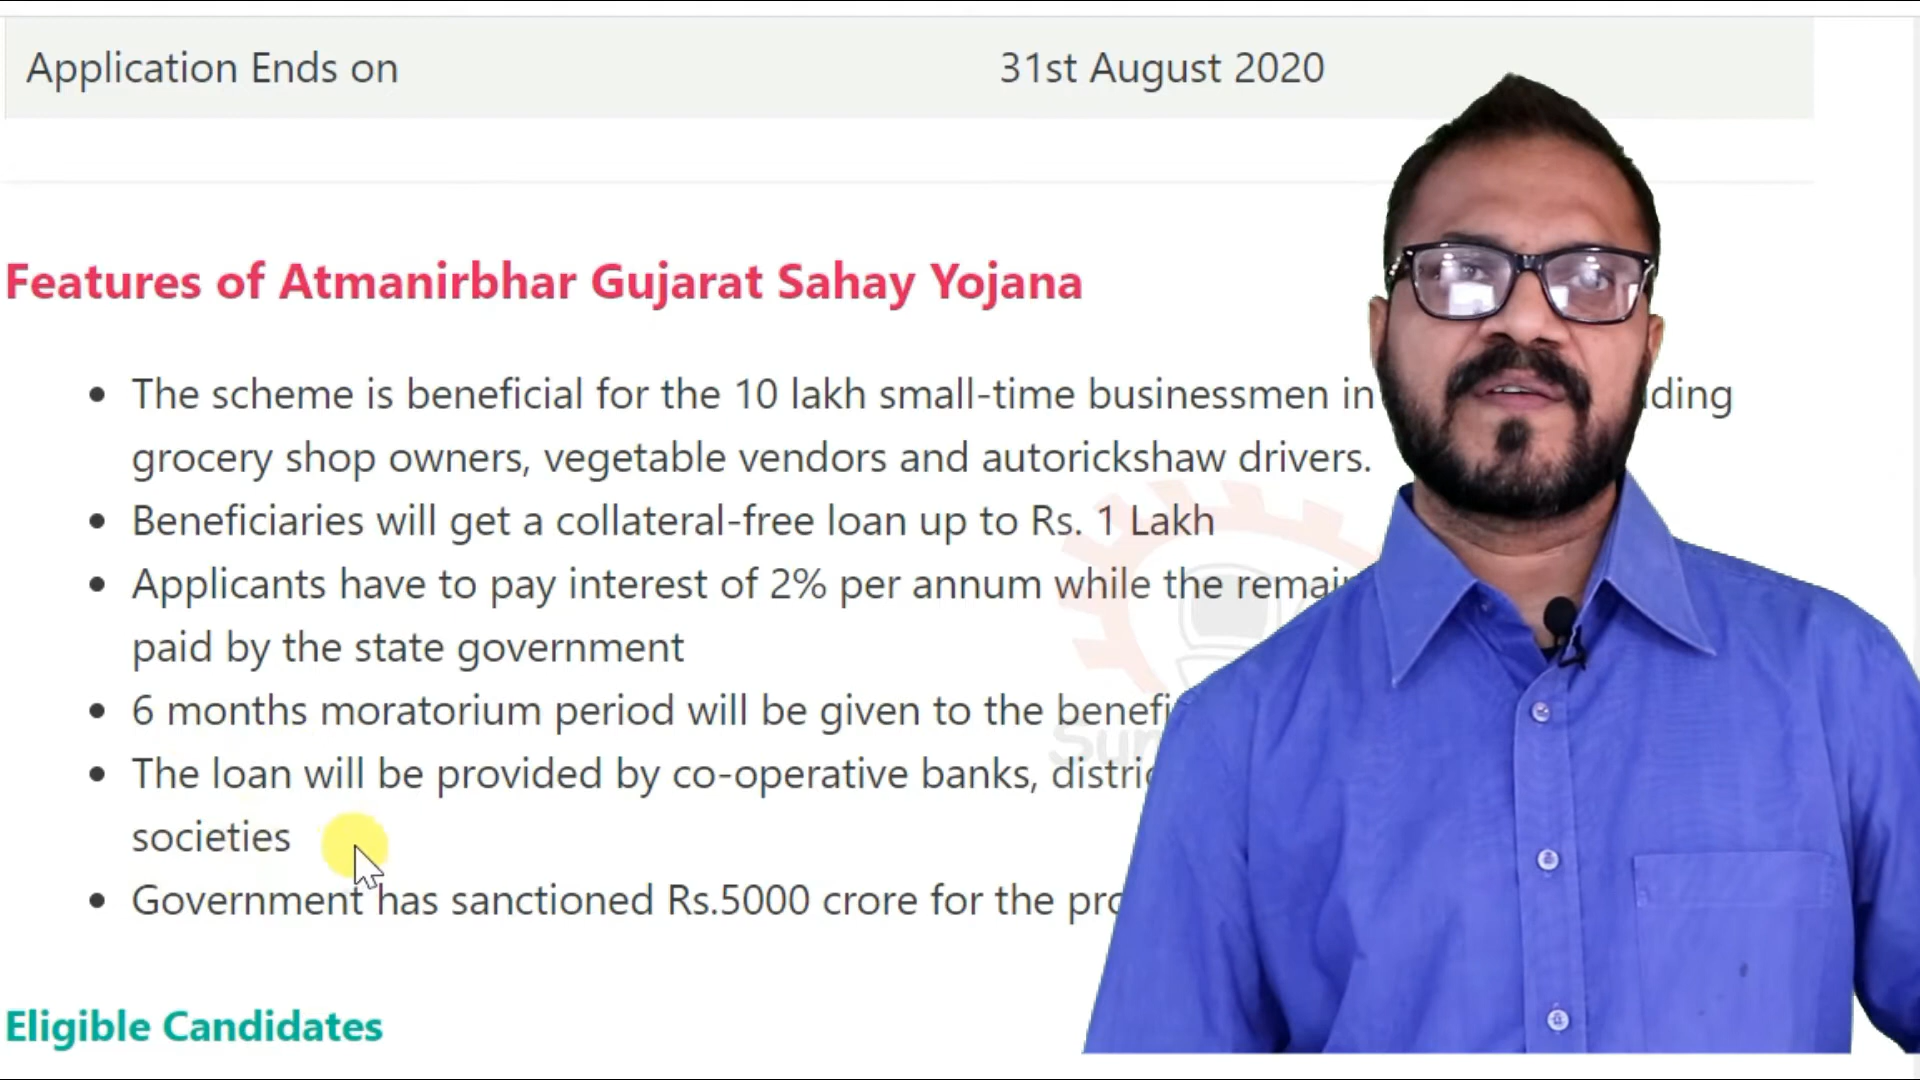 Application Ends on 31st August 2020
Features of Atmanirbhar Gujarat Sahay Yojana
• The scheme is beneficial for the 10 lakh small-time businessmen in
grocery shop owners, vegetable vendors and autorickshaw drivers.
• Beneficiaries will get a collateral-free loan up to Rs. 1 Lakh
• Applicants have to pay interest of 2% per annum while the
paid by the state government
• 6 months moratorium period will be given to the
• The loan will be provided by co-operative banks,
societies
• Government has sanctioned Rs.5000 crore for the
Eligible Candidates